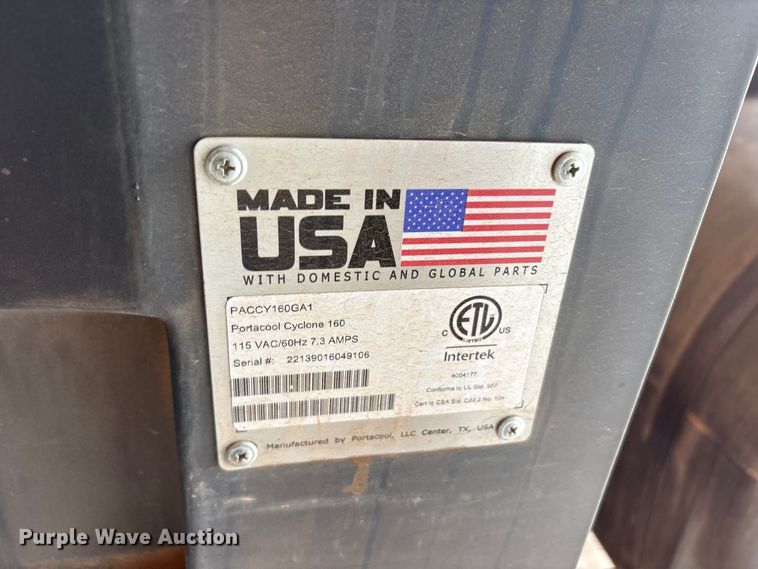 MADE IN
USA
WITH DOMESTIC AND GLOBAL PARTS
PACCY160GA1
Portacool Cyclone 160
115 VAC/60Hz 7.3 AMPS
Serial #: 22139016049106
C ETL US
LISTED
Intertek
4004177
Conforms to UL Std. 507
Cert to CSA Std. C22.2 No. 104
Manufactured by Portacool, LLC Center, TX, USA
Purple Wave Auction